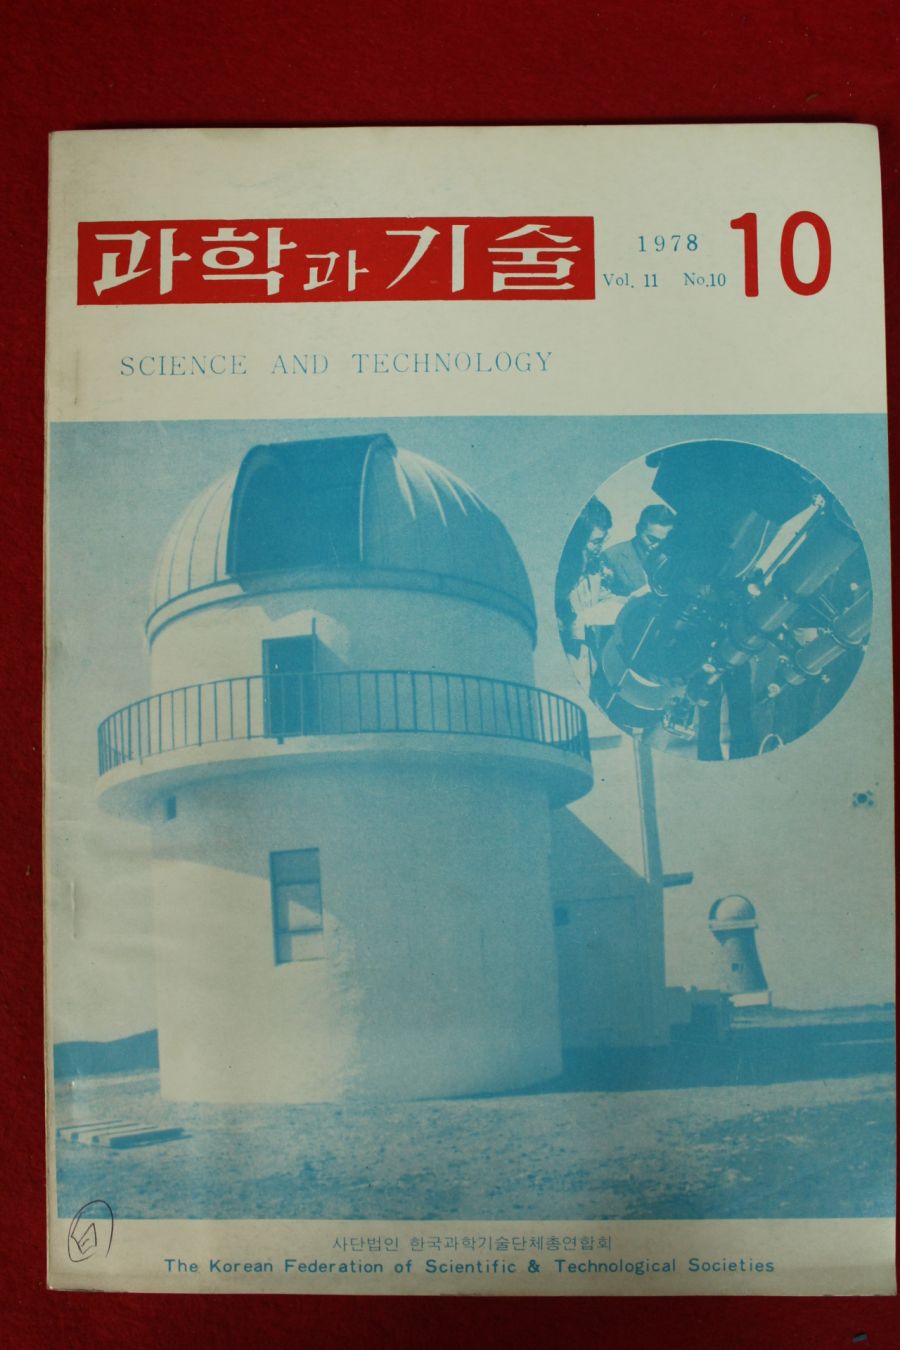 과학과기술
1978
Vol. 11 No.10
10
SCIENCE AND TECHNOLOGY
사단법인 한국과학기술단체총연합회
The Korean Federation of Scientific & Technological Societies